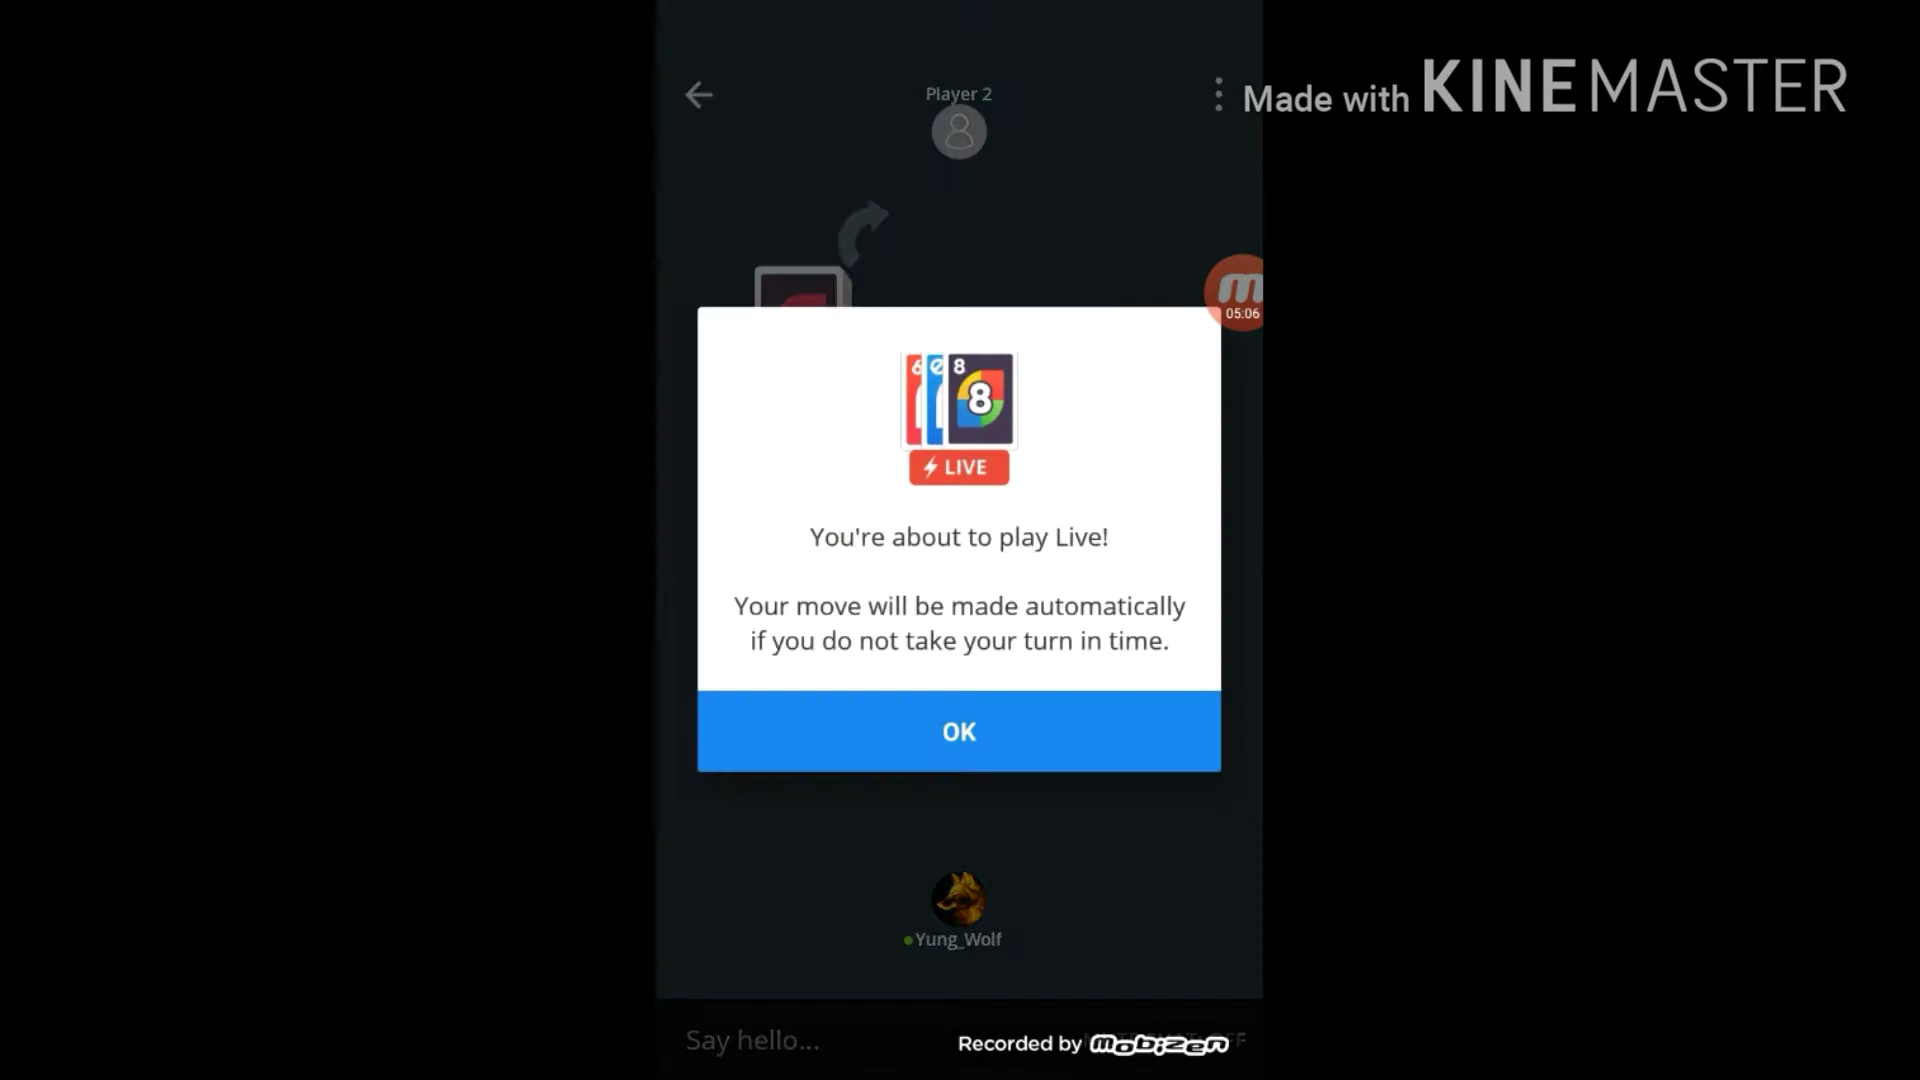 Player 2
Made with KINEMASTER
05:06
6 8
8
LIVE
You're about to play Live!
Your move will be made automatically
if you do not take your turn in time.
OK
Yung_Wolf
Say hello...
Recorded by mobizen